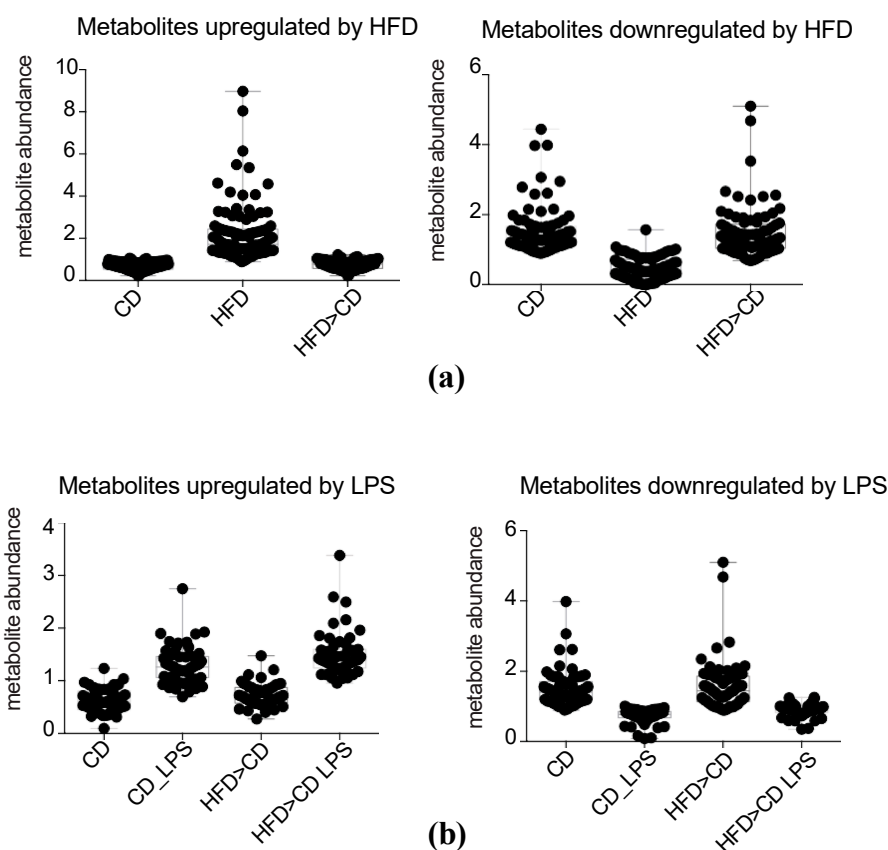 Metabolites upregulated by HFD
metabolite abundance
10
8
6
4
2
0
CD
HFD
HFD>CD
Metabolites downregulated by HFD
metabolite abundance
6
4
2
0
CD
HFD
HFD>CD
(a)
Metabolites upregulated by LPS
metabolite abundance
4
3
2
1
0
CD
CD_LPS
HFD>CD
HFD>CD LPS
Metabolites downregulated by LPS
metabolite abundance
6
4
2
0
CD
CD_LPS
HFD>CD
HFD>CD LPS
(b)